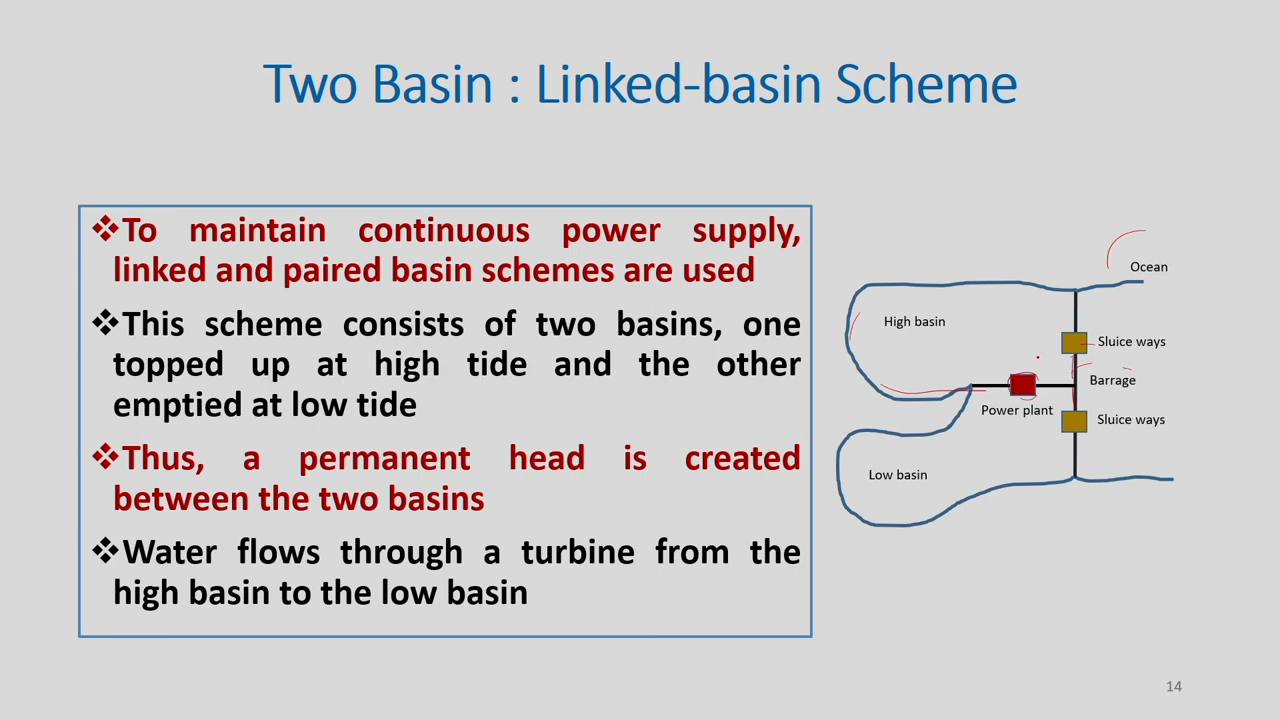 Two Basin : Linked-basin Scheme
❖To maintain continuous power supply,
linked and paired basin schemes are used
❖This scheme consists of two basins, one
topped up at high tide and the other
emptied at low tide
❖Thus, a permanent head is created
between the two basins
❖Water flows through a turbine from the
high basin to the low basin
Ocean
High basin
Sluice ways
Barrage
Power plant
Sluice ways
Low basin
14